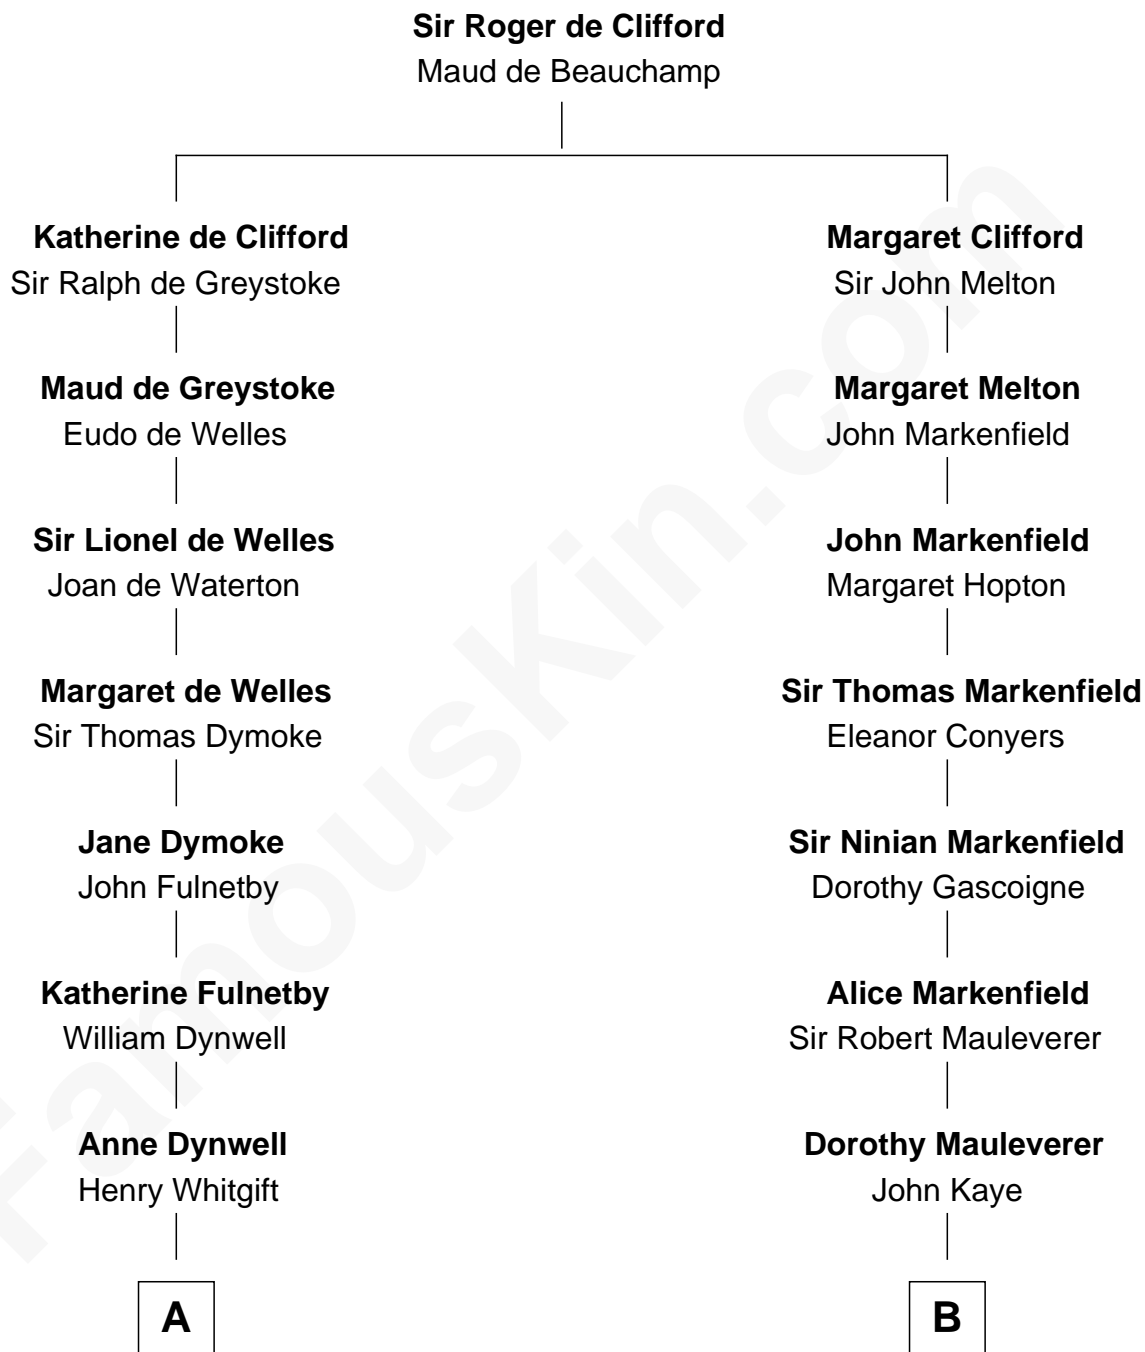 Sir Roger de Clifford
Maud de Beauchamp
Katherine de Clifford
Sir Ralph de Greystoke
Margaret Clifford
Sir John Melton
Maud de Greystoke
Eudo de Welles
Margaret Melton
John Markenfield
Sir Lionel de Welles
Joan de Waterton
John Markenfield
Margaret Hopton
Margaret de Welles
Sir Thomas Dymoke
Sir Thomas Markenfield
Eleanor Conyers
Jane Dymoke
John Fulnetby
Sir Ninian Markenfield
Dorothy Gascoigne
Katherine Fulnetby
William Dynwell
Alice Markenfield
Sir Robert Mauleverer
Anne Dynwell
Henry Whitgift
Dorothy Mauleverer
John Kaye
A
B
FamousKin.com